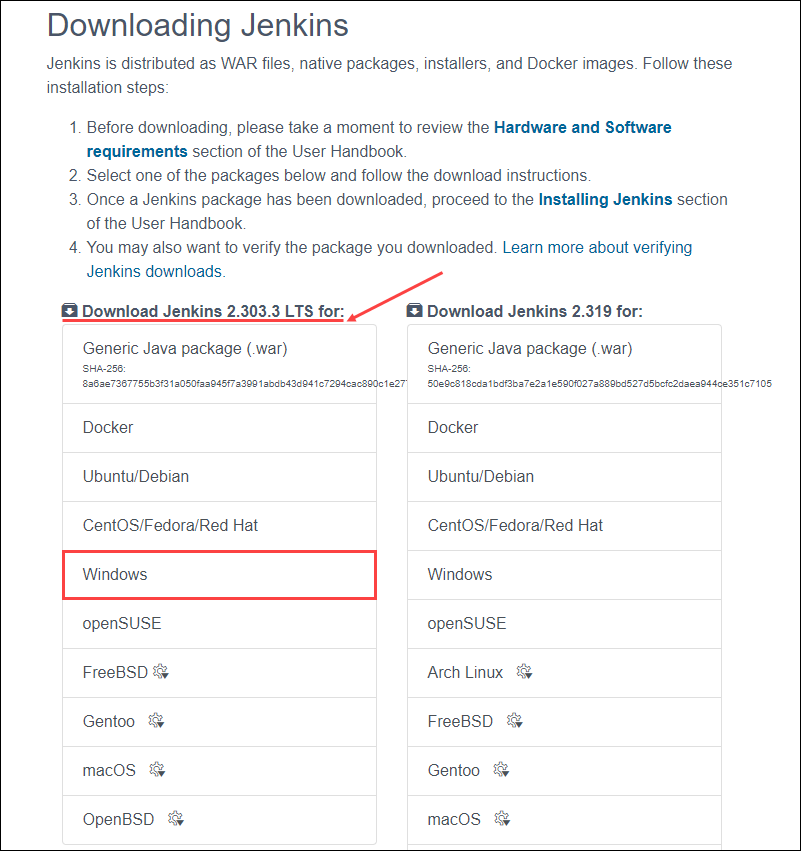 Downloading Jenkins
Jenkins is distributed as WAR files, native packages, installers, and Docker images. Follow these
installation steps:
1. Before downloading, please take a moment to review the Hardware and Software
requirements section of the User Handbook.
2. Select one of the packages below and follow the download instructions.
3. Once a Jenkins package has been downloaded, proceed to the Installing Jenkins section
of the User Handbook.
4. You may also want to verify the package you downloaded. Learn more about verifying
Jenkins downloads.
Download Jenkins 2.303.3 LTS for:
Generic Java package (.war)
SHA-256:
8a6ae7367755b3f31a050faa945f7a3991abdb43d941c7294cac890c1e277
Docker
Ubuntu/Debian
CentOS/Fedora/Red Hat
Windows
openSUSE
FreeBSD
Gentoo
macOS
OpenBSD
Download Jenkins 2.319 for:
Generic Java package (.war)
SHA-256:
50e9c818cda1bdf3ba7e2a1e590f027a889bd527d5bcfc2daea944ce351c7105
Docker
Ubuntu/Debian
CentOS/Fedora/Red Hat
Windows
openSUSE
Arch Linux
FreeBSD
Gentoo
macOS